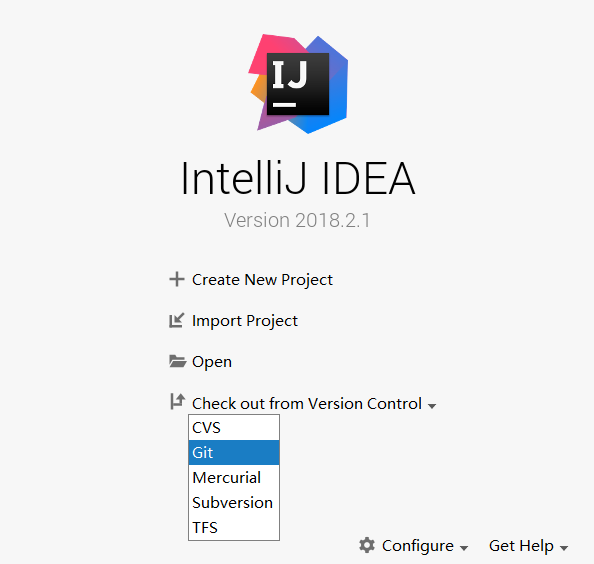 IJ
IntelliJ IDEA
Version 2018.2.1
Create New Project
Import Project
Open
Check out from Version Control
CVS
Git
Mercurial
Subversion
TFS
Configure
Get Help